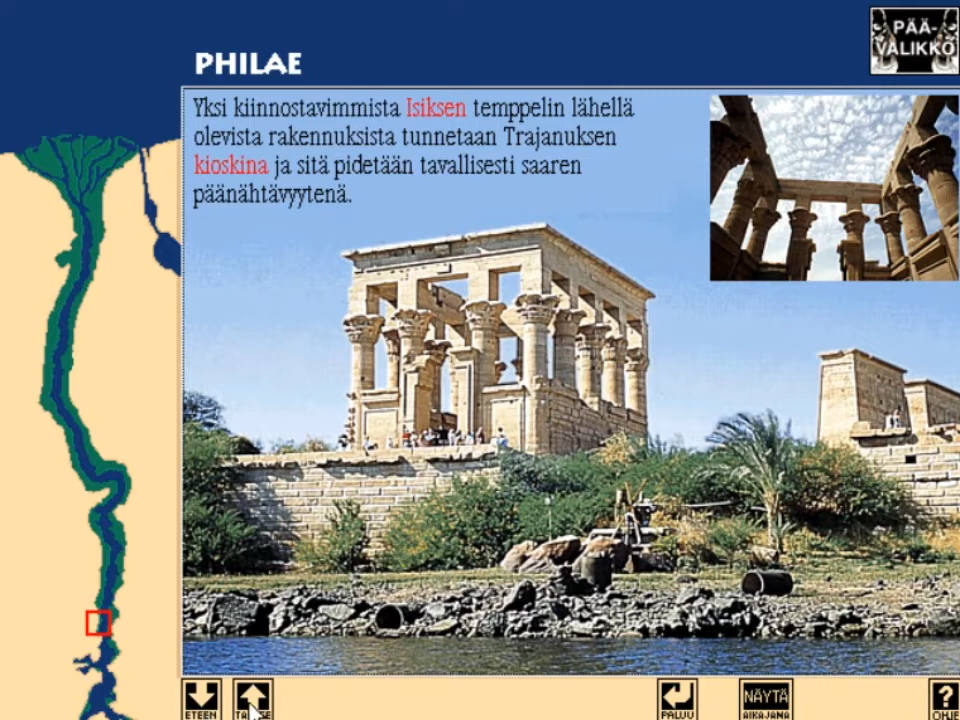 PÄÄ-
VALIKKO
PHILAE
Yksi kiinnostavimmista Isiksen temppelin lähellä
olevista rakennuksista tunnetaan Trajanuksen
kioskina ja sitä pidetään tavallisesti saaren
päänähtävyytenä.
ETEEN
PALUU
NÄYTÄ
AIKAJANA
?